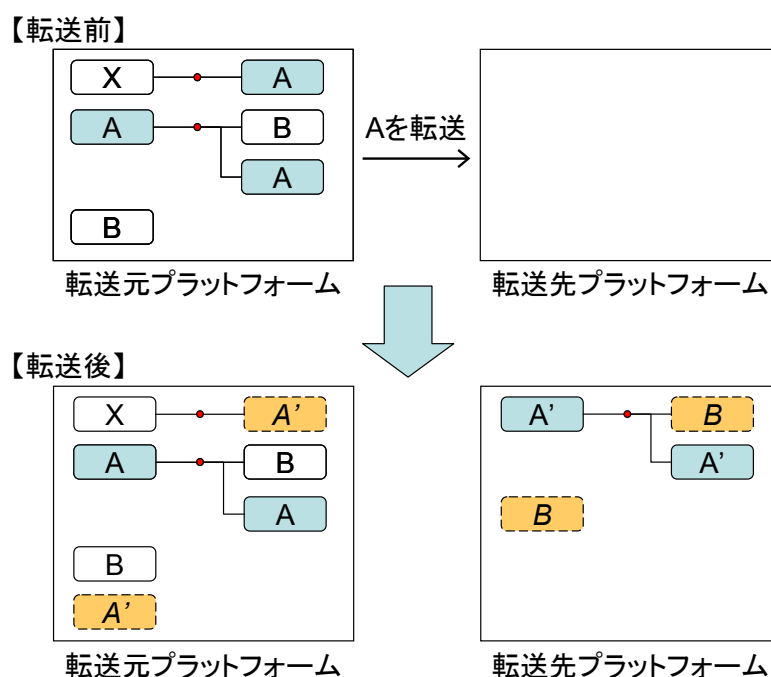 【転送前】
X A
A B
Aを転送
A
B
転送元プラットフォーム 転送先プラットフォーム
【転送後】
X A’
A B
A
B
A’
転送元プラットフォーム
A’ B
A’
B
転送先プラットフォーム